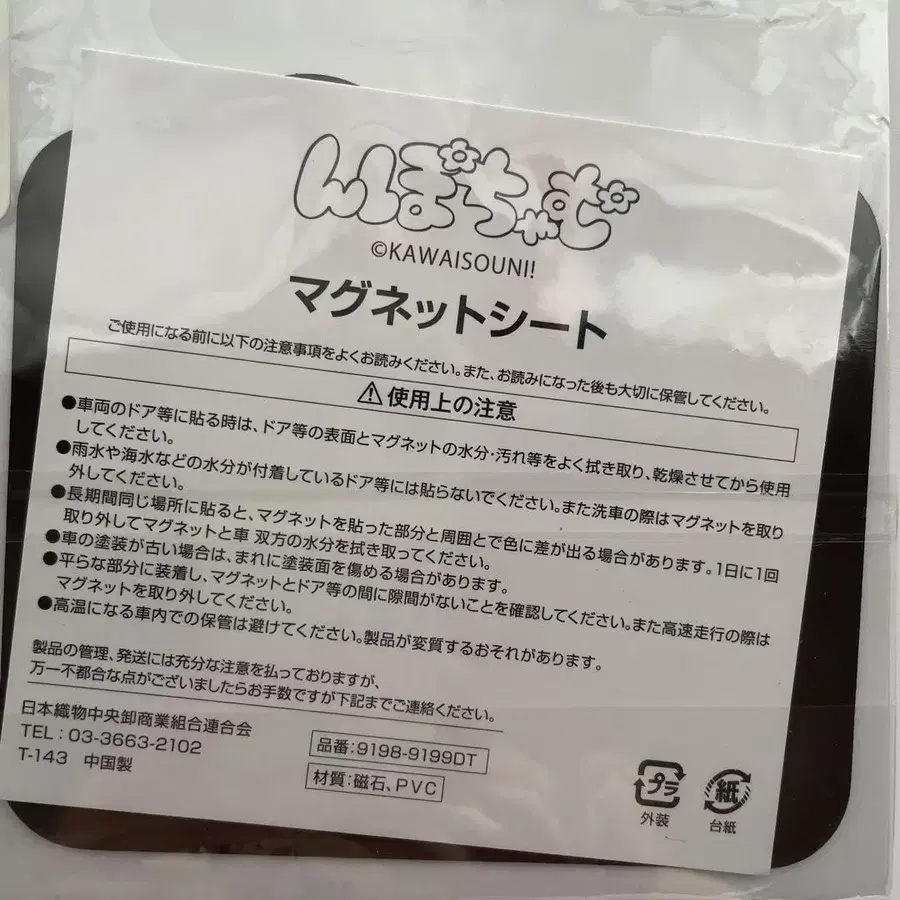 んぽちゃむ
©KAWAISOUNI!
マグネットシート
ご使用になる前に以下の注意事項をよくお読みください。また、お読みになった後も大切に保管してください。
⚠使用上の注意
●車両のドア等に貼る時は、ドア等の表面とマグネットの水分・汚れ等をよく拭き取り、乾燥させてから使用
してください。
●雨水や海水などの水分が付着しているドア等には貼らないでください。また洗車の際はマグネットを取り
外してください。
●長期間同じ場所に貼ると、マグネットを貼った部分と周囲とで色に差が出る場合があります。1日に1回
取り外してマグネットと車 双方の水分を拭き取ってください。
●車の塗装が古い場合は、まれに塗装面を傷める場合があります。
●平らな部分に装着し、マグネットとドア等の間に隙間がないことを確認してください。また高速走行の際は
マグネットを取り外してください。
●高温になる車内での保管は避けてください。製品が変質するおそれがあります。
製品の管理、発送には充分な注意を払っておりますが、
万一不都合な点がございましたらお手数ですが下記までご連絡ください。
日本織物中央卸商業組合連合会
TEL：03-3663-2102
T-143 中国製
品番：9198-9199DT
材質：磁石、PVC
プラ
外装
紙
台紙